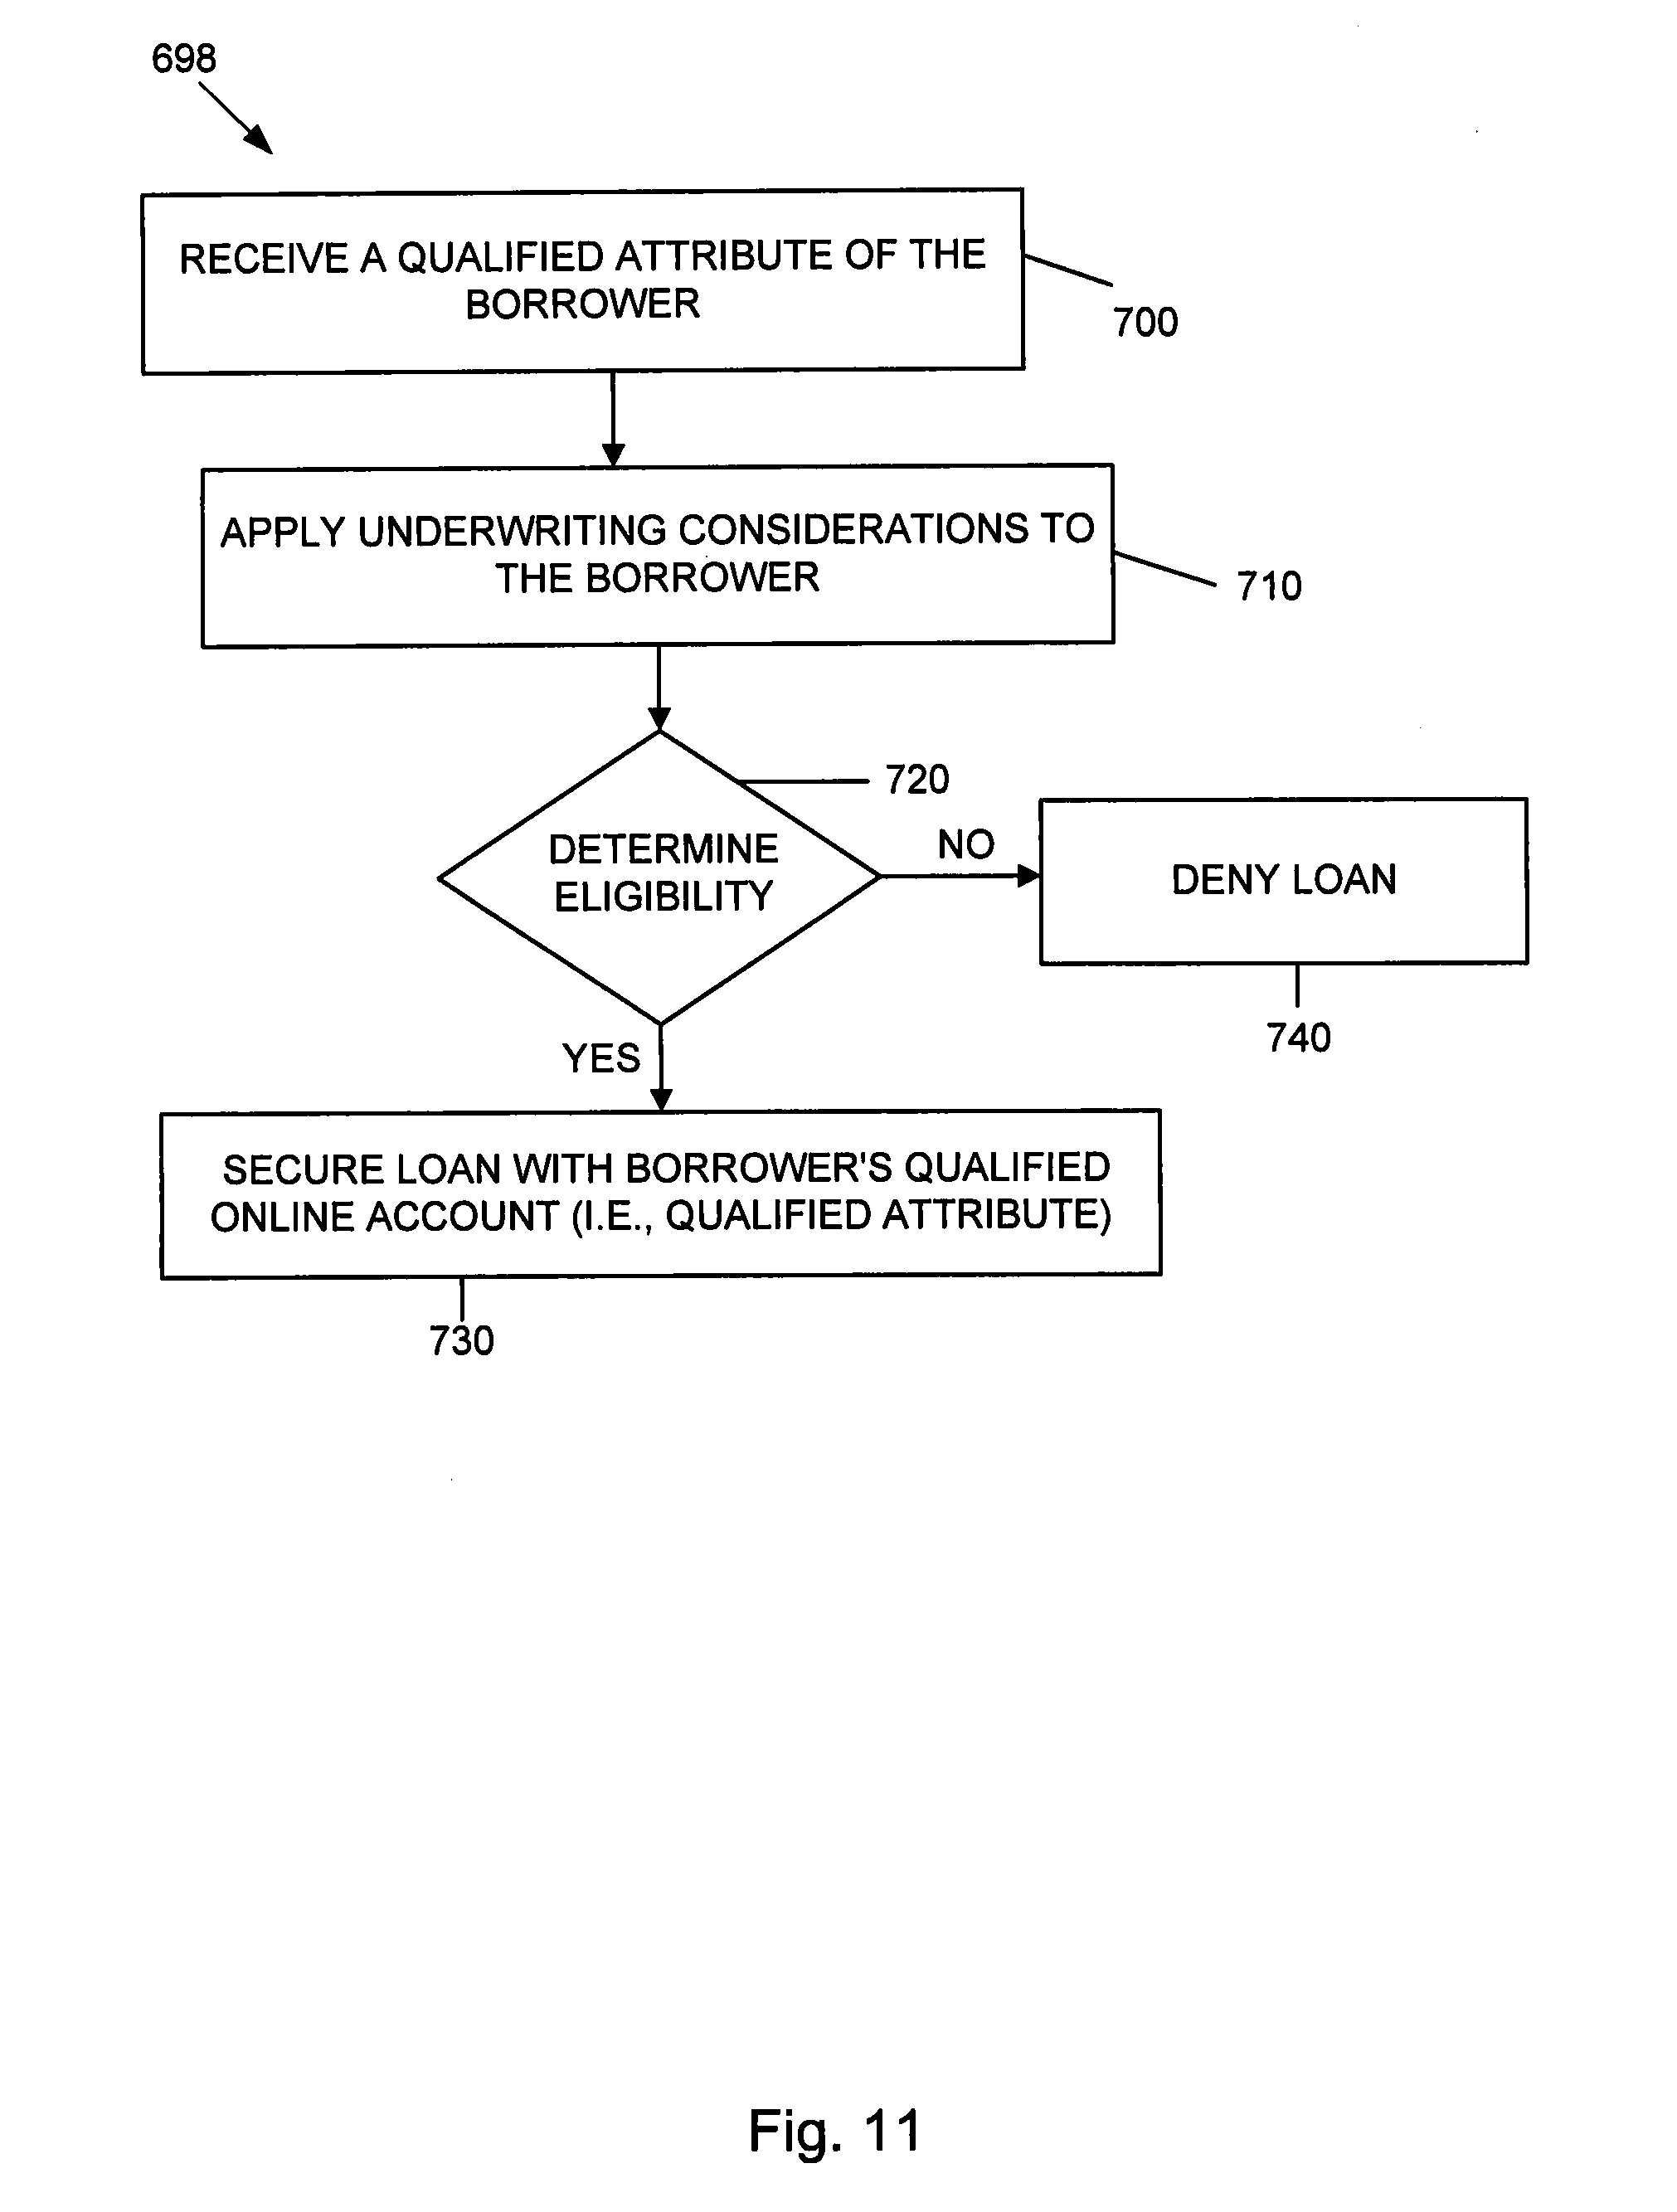 698
RECEIVE A QUALIFIED ATTRIBUTE OF THE
BORROWER
700
APPLY UNDERWRITING CONSIDERATIONS TO
THE BORROWER
710
720
DETERMINE
ELIGIBILITY
NO
DENY LOAN
740
YES
SECURE LOAN WITH BORROWER'S QUALIFIED
ONLINE ACCOUNT (I.E., QUALIFIED ATTRIBUTE)
730
Fig. 11